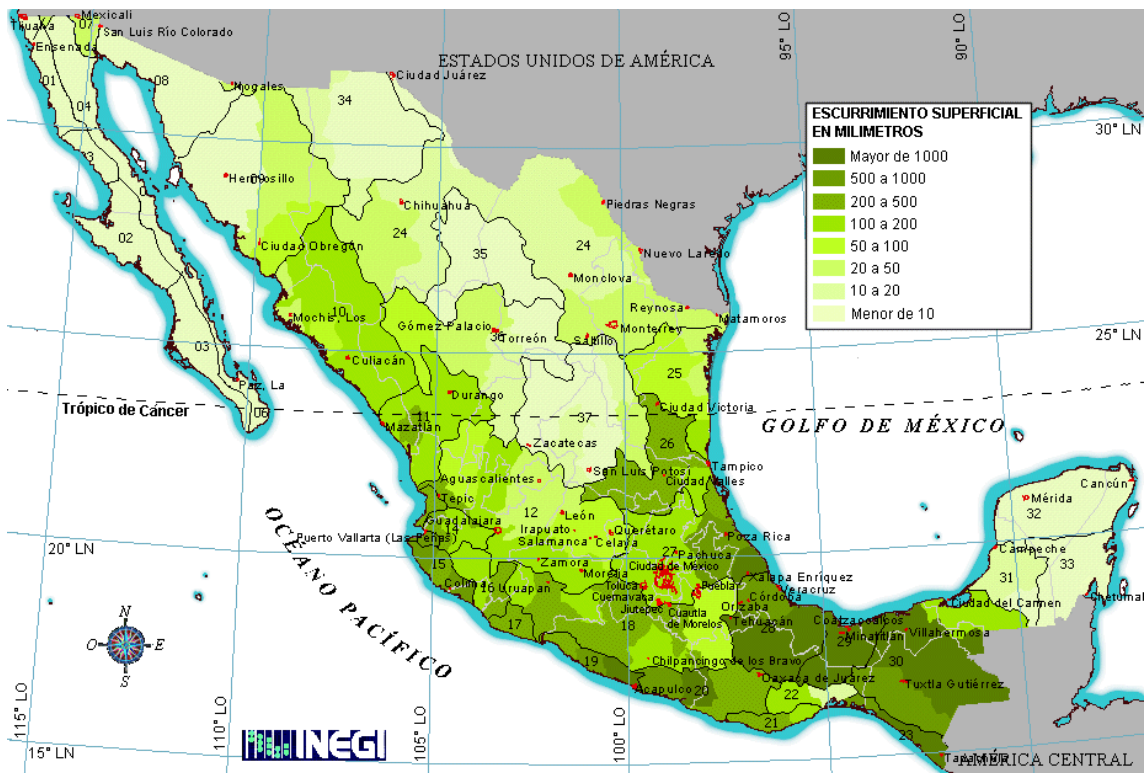 Tijuana
Mexicali
07
San Luis Río Colorado
Ensenada
01
04
08
Nogales
ESTADOS UNIDOS DE AMÉRICA
Ciudad Juárez
34
95° LO
90° LO
ESCURRIMIENTO SUPERFICIAL
EN MILIMETROS
Mayor de 1000
500 a 1000
200 a 500
100 a 200
50 a 100
20 a 50
10 a 20
Menor de 10
30° LN
03
Hermosillo
09
Chihuahua
Piedras Negras
02
Ciudad Obregón
24
35
24
Nuevo Laredo
Monclova
10
Mochis, Los
Gómez Palacio
36
Torreón
Reynosa
Matamoros
Monterrey
Saltillo
25° LN
03
Culiacán
25
Paz, La
06
Trópico de Cáncer
Durango
Ciudad Victoria
11
Mazatlán
37
GOLFO DE MÉXICO
26
Zacatecas
San Luis Potosí
Tampico
Ciudad Valles
Aguascalientes
Cancún
Mérida
32
Tepic
12
León
Guadalajara
14
Irapuato
Querétaro
Salamanca
Celaya
Poza Rica
Puerto Vallarta (Las Peñas)
20° LN
OCÉANO PACÍFICO
27
Pachuca
Campeche
15
Zamora
Ciudad de México
31
33
Colima
16
Uruapan
Morelia
Toluca
Puebla
Xalapa Enríquez
Veracruz
Cuernavaca
Córdoba
Orizaba
Chetumal
Ciudad del Carmen
Jiutepec
Cuautla
de Morelos
Tehuacán
Coatzacoalcos
17
18
28
29
Minatitlán
Villahermosa
30
19
Chilpancingo de los Bravo
Oaxaca de Juárez
Tuxtla Gutiérrez
Acapulco
20
22
21
23
N
O
E
S
115° LO
110° LO
105° LO
100° LO
15° LN
INEGI
Tapachula
AMÉRICA CENTRAL